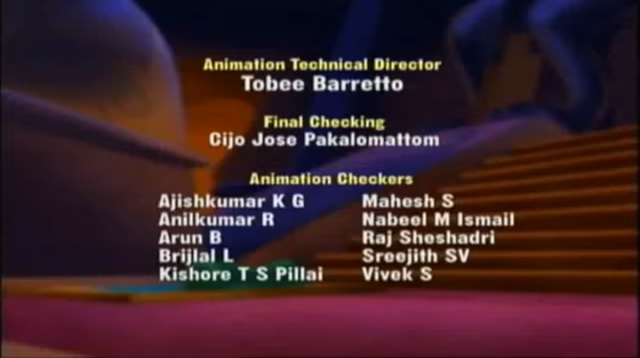 Animation Technical Director
Tobee Barretto
Final Checking
Cijo Jose Pakalomattom
Animation Checkers
Ajishkumar K G
Mahesh S
Anilkumar R
Nabeel M Ismail
Arun B
Raj Sheshadri
Brijlal L
Sreejith SV
Kishore T S Pillai
Vivek S